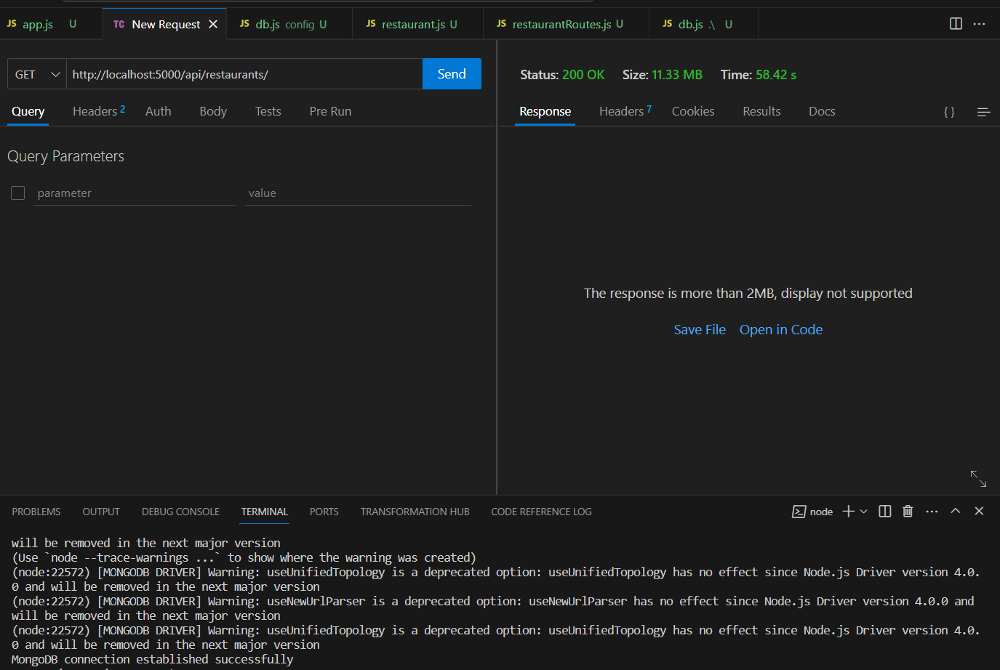 JS app.js U
TC New Request
JS db.js config U
JS restaurant.js U
JS restaurantRoutes.js U
JS db.js .\ U
GET
http://localhost:5000/api/restaurants/
Send
Query
Headers 2
Auth
Body
Tests
Pre Run
Query Parameters
parameter
value
Status: 200 OK
Size: 11.33 MB
Time: 58.42 s
Response
Headers 7
Cookies
Results
Docs
{ }
The response is more than 2MB, display not supported
Save File
Open in Code
PROBLEMS
OUTPUT
DEBUG CONSOLE
TERMINAL
PORTS
TRANSFORMATION HUB
CODE REFERENCE LOG
node
will be removed in the next major version
(Use `node --trace-warnings ...` to show where the warning was created)
(node:22572) [MONGODB DRIVER] Warning: useUnifiedTopology is a deprecated option: useUnifiedTopology has no effect since Node.js Driver version 4.0.
0 and will be removed in the next major version
(node:22572) [MONGODB DRIVER] Warning: useNewUrlParser is a deprecated option: useNewUrlParser has no effect since Node.js Driver version 4.0.0 and
will be removed in the next major version
(node:22572) [MONGODB DRIVER] Warning: useUnifiedTopology is a deprecated option: useUnifiedTopology has no effect since Node.js Driver version 4.0.
0 and will be removed in the next major version
MongoDB connection established successfully